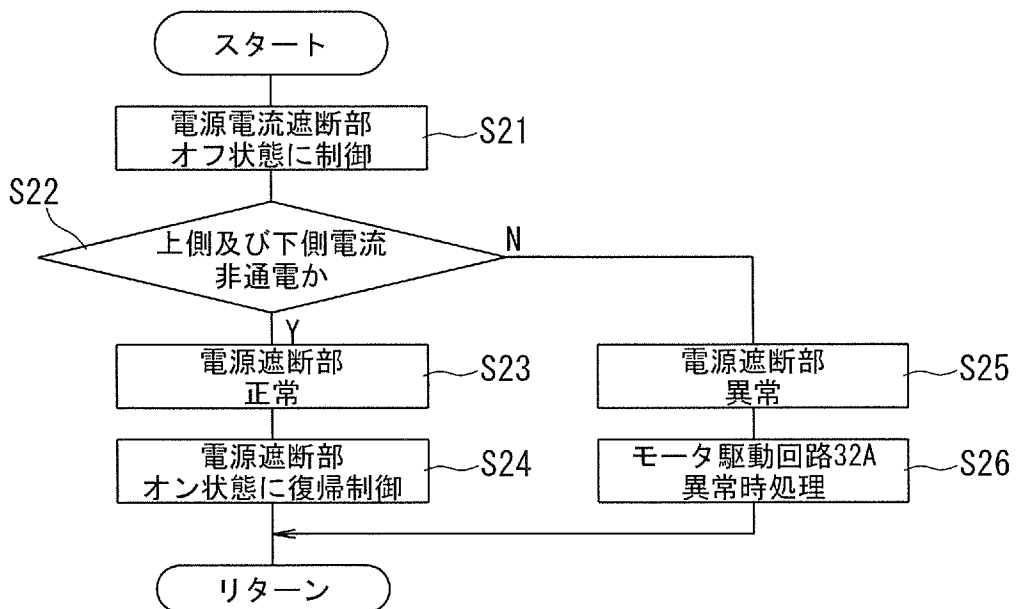 スタート
電源電流遮断部
オフ状態に制御
S21
S22
上側及び下側電流
非通電か
N
Y
電源遮断部
正常
S23
電源遮断部
異常
S25
電源遮断部
オン状態に復帰制御
S24
モータ駆動回路32A
異常時処理
S26
リターン